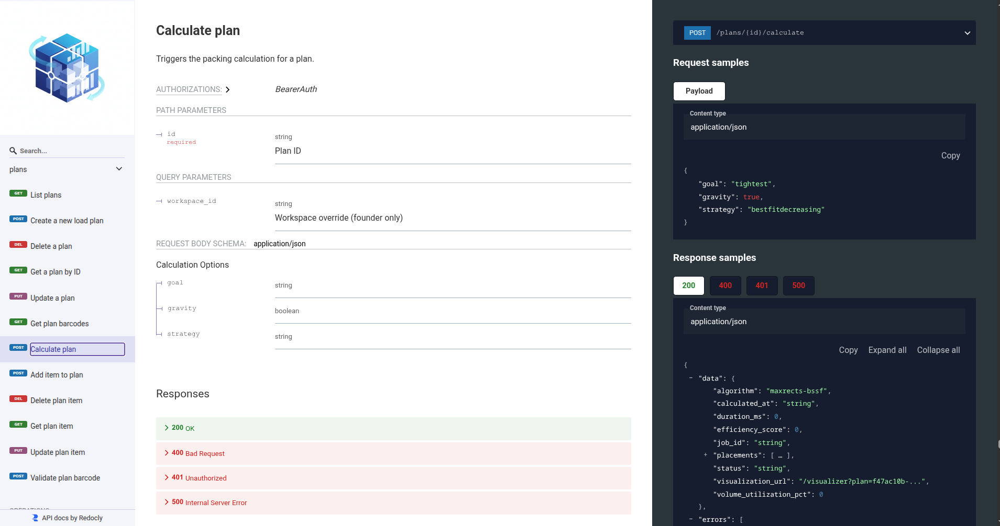 Search...
plans
GET List plans
POST Create a new load plan
DEL Delete a plan
GET Get a plan by ID
PUT Update a plan
GET Get plan barcodes
POST Calculate plan
POST Add item to plan
DEL Delete plan item
GET Get plan item
PUT Update plan item
POST Validate plan barcode
OPERATIONS
API docs by Redocly
Calculate plan
Triggers the packing calculation for a plan.
AUTHORIZATIONS: BearerAuth
PATH PARAMETERS
id
required
string
Plan ID
QUERY PARAMETERS
workspace_id
string
Workspace override (founder only)
REQUEST BODY SCHEMA: application/json
Calculation Options
goal string
gravity boolean
strategy string
Responses
200 OK
400 Bad Request
401 Unauthorized
500 Internal Server Error
POST /plans/{id}/calculate
Request samples
Payload
Content type
application/json
Copy
{
"goal": "tightest",
"gravity": true,
"strategy": "bestfitdecreasing"
}
Response samples
200 400 401 500
Content type
application/json
Copy Expand all Collapse all
{
- "data": {
"algorithm": "maxrects-bssf",
"calculated_at": "string",
"duration_ms": 0,
"efficiency_score": 0,
"job_id": "string",
+ "placements": [ … ],
"status": "string",
"visualization_url": "/visualizer?plan=f47ac10b-...",
"volume_utilization_pct": 0
},
- "errors": [